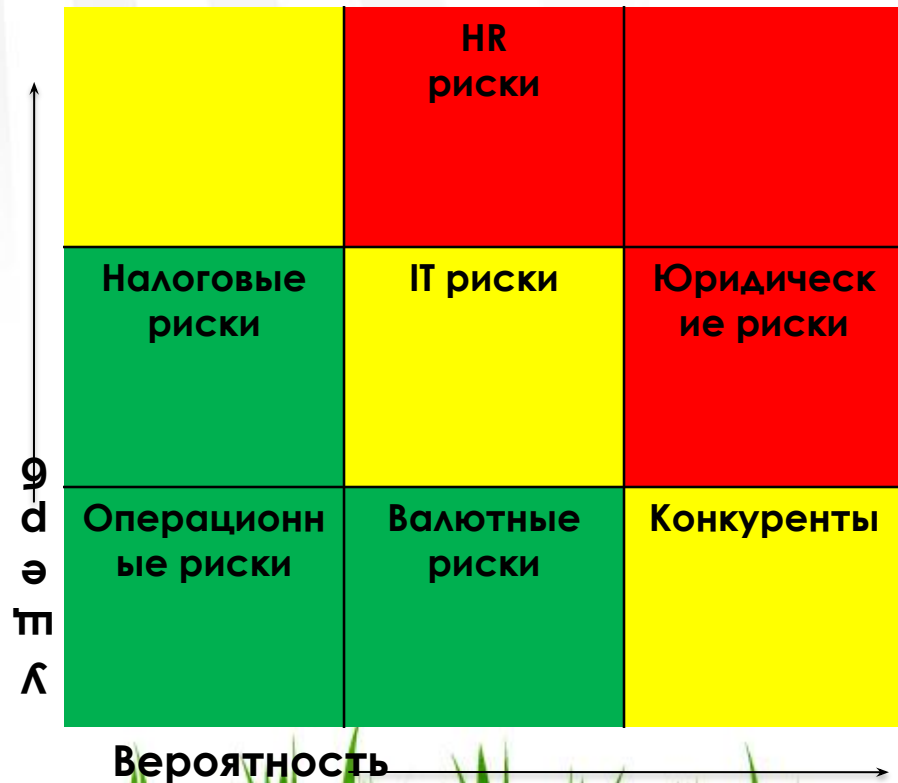 HR
риски
Налоговые
риски
IT риски
Юридическ
ие риски
Операционн
ые риски
Валютные
риски
Конкуренты
Ущерб
Вероятность